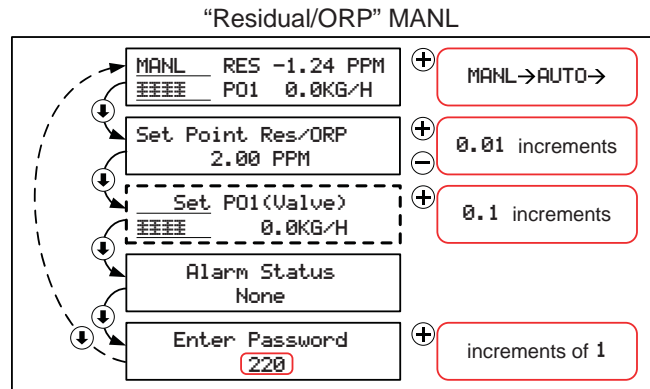 “Residual/ORP” MANL
MANL RES -1.24 PPM
PO1 0.0KG/H
MANL→AUTO→
Set Point Res/ORP
2.00 PPM
0.01 increments
Set PO1(Valve)
0.0KG/H
0.1 increments
Alarm Status
None
Enter Password
220
increments of 1